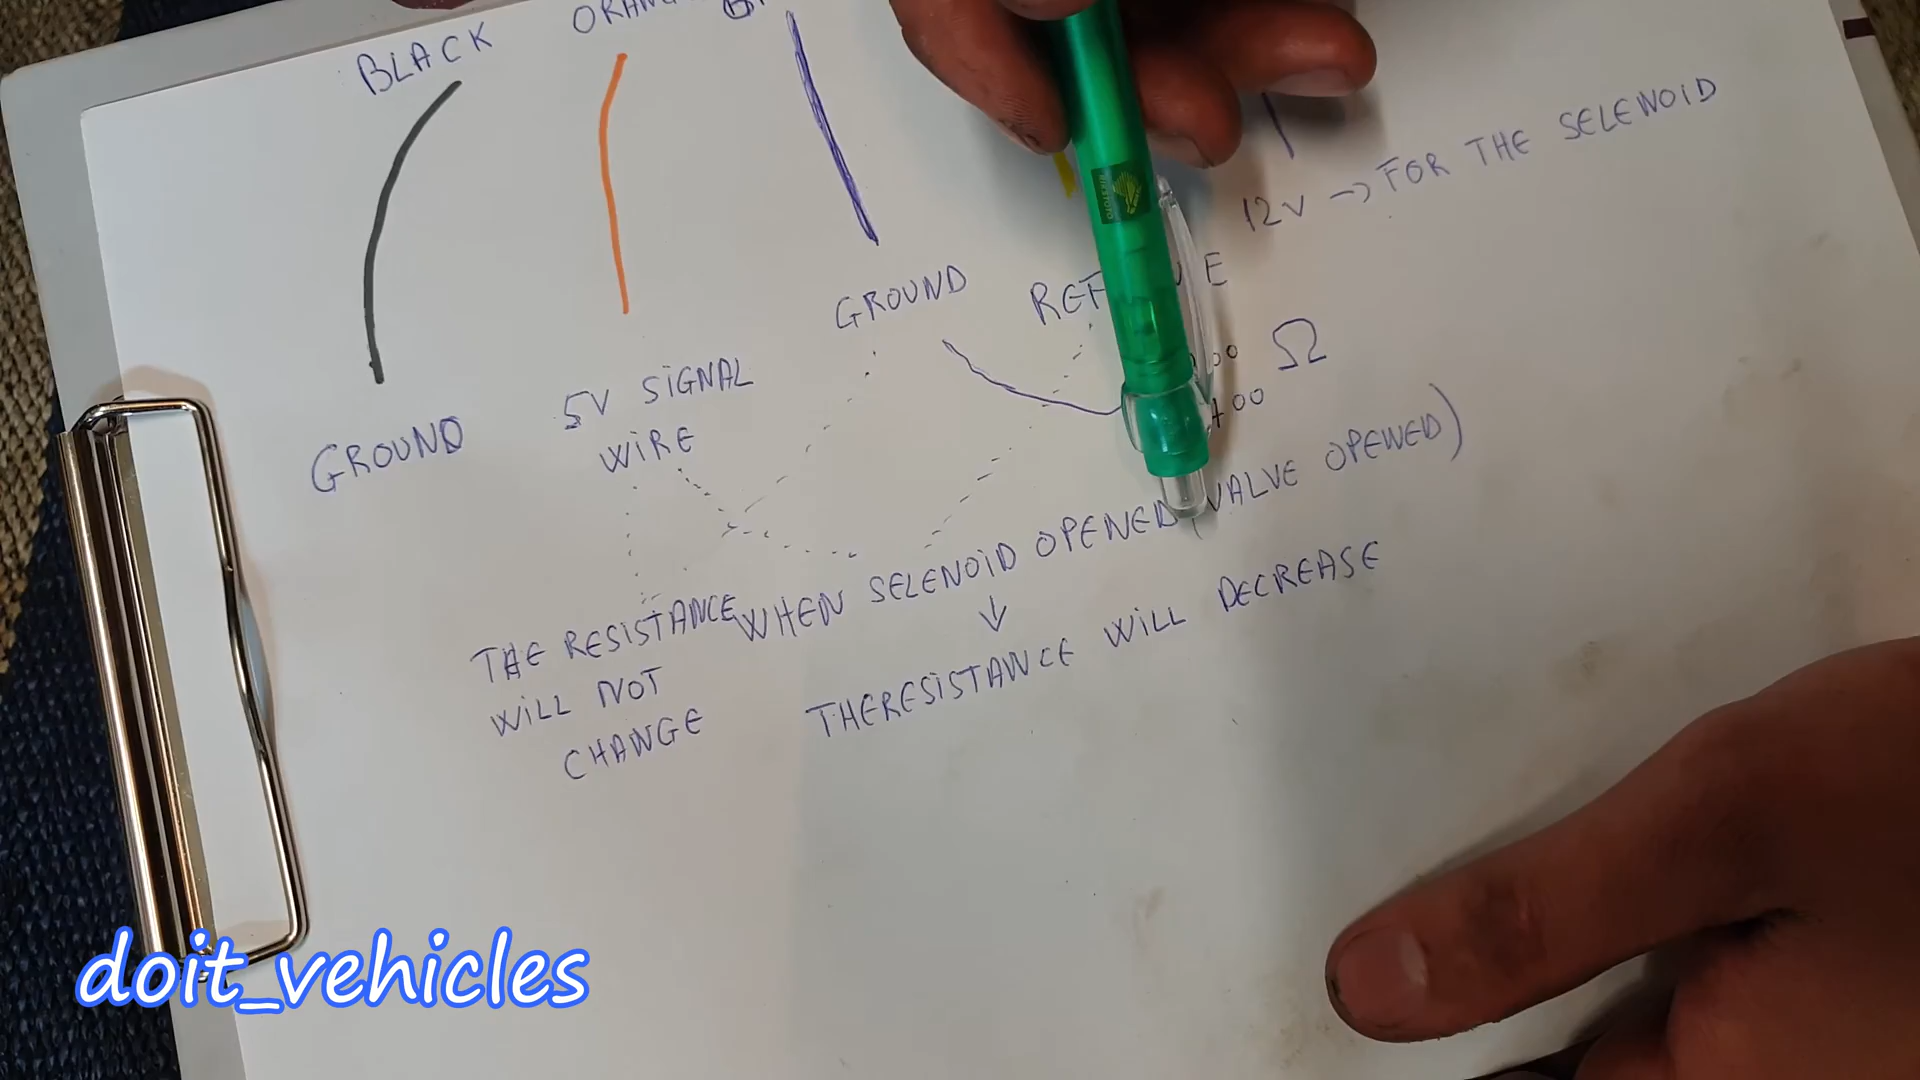 BLACK
GROUND
5V SIGNAL
WIRE
GROUND
12V → FOR THE SELENOID
Ω
400
WHEN SELENOID OPENED (VALVE OPENED)
↓
THERESISTANCE WILL DECREASE
THE RESISTANCE
WILL NOT
CHANGE
doit_vehicles